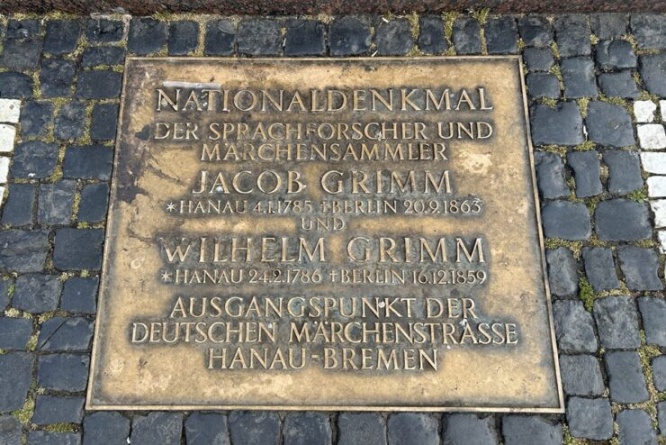 NATIONALDENKMAL
DER SPRACHFORSCHER UND
MÄRCHENSAMMLER
JACOB GRIMM
*HANAU 4.1.1785 ✝BERLIN 20.9.1863
UND
WILHELM GRIMM
*HANAU 24.2.1786 ✝BERLIN 16.12.1859
AUSGANGSPUNKT DER
DEUTSCHEN MÄRCHENSTRASSE
HANAU-BREMEN